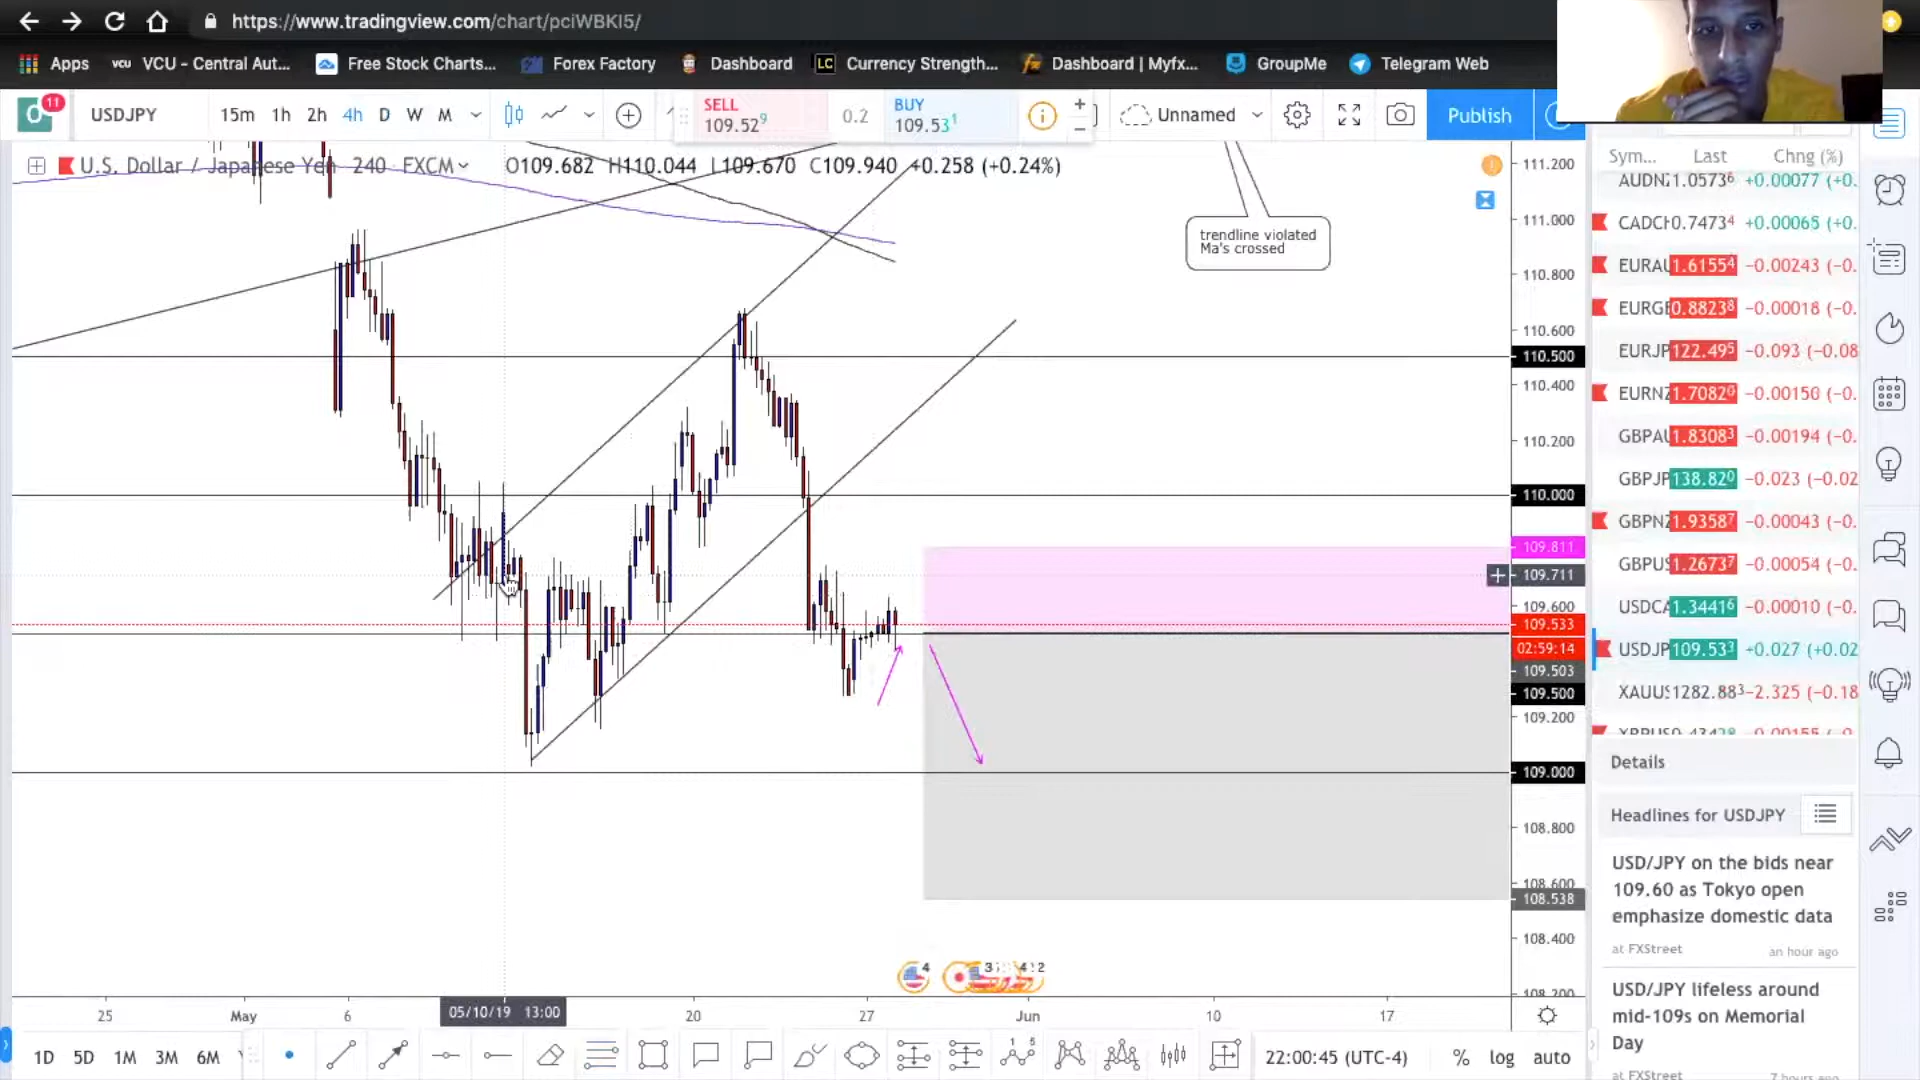 https://www.tradingview.com/chart/pciWBKI5/
Apps
VCU
VCU - Central Aut...
Free Stock Charts...
Forex Factory
Dashboard
LC
Currency Strength...
Dashboard | Myfx...
GroupMe
Telegram Web
11
USDJPY
15m
1h
2h
4h
D
W
M
SELL
109.529
0.2
BUY
109.531
Unnamed
Publish
U.S. Dollar / Japanese Yen 240 FXCM
O109.682 H110.044 L109.670 C109.940 +0.258 (+0.24%)
trendline violated
Ma's crossed
111.200
111.000
110.800
110.600
110.500
110.400
110.200
110.000
109.811
109.711
109.600
109.533
02:59:14
109.503
109.500
109.200
109.000
108.800
108.600
108.538
108.400
108.200
Sym... Last Chng (%)
AUDNZ 1.05736 +0.00077 (+0.
CADCH 0.74734 +0.00065 (+0.
EURAU 1.61554 −0.00243 (−0.
EURGB 0.88238 −0.00018 (−0.
EURJP 122.495 −0.093 (−0.08
EURNZ 1.70820 −0.00150 (−0.
GBPAU 1.83083 −0.00194 (−0.
GBPJP 138.820 −0.023 (−0.02
GBPNZ 1.93587 −0.00043 (−0.
GBPUS 1.26737 −0.00054 (−0.
USDCA 1.34416 −0.00010 (−0.
USDJP 109.533 +0.027 (+0.02
XAUUS 1282.883 −2.325 (−0.18
Details
Headlines for USDJPY
USD/JPY on the bids near
109.60 as Tokyo open
emphasize domestic data
at FXStreet an hour ago
USD/JPY lifeless around
mid-109s on Memorial
Day
at FXStreet 7 hours ago
25
May
6
05/10/19 13:00
20
27
Jun
10
17
1D
5D
1M
3M
6M
22:00:45 (UTC-4)
%
log
auto